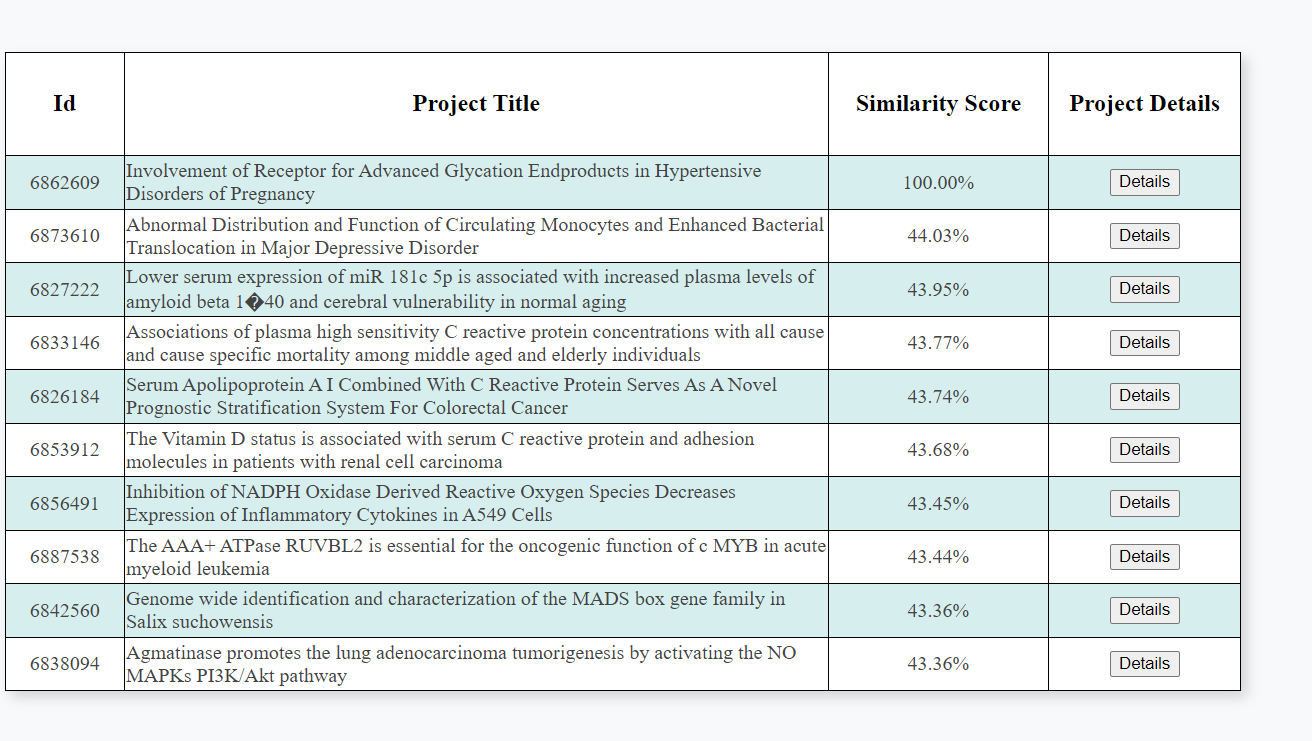 Id Project Title Similarity Score Project Details
6862609 Involvement of Receptor for Advanced Glycation Endproducts in Hypertensive
Disorders of Pregnancy 100.00% Details
6873610 Abnormal Distribution and Function of Circulating Monocytes and Enhanced Bacterial
Translocation in Major Depressive Disorder 44.03% Details
6827222 Lower serum expression of miR 181c 5p is associated with increased plasma levels of
amyloid beta 1�40 and cerebral vulnerability in normal aging 43.95% Details
6833146 Associations of plasma high sensitivity C reactive protein concentrations with all cause
and cause specific mortality among middle aged and elderly individuals 43.77% Details
6826184 Serum Apolipoprotein A I Combined With C Reactive Protein Serves As A Novel
Prognostic Stratification System For Colorectal Cancer 43.74% Details
6853912 The Vitamin D status is associated with serum C reactive protein and adhesion
molecules in patients with renal cell carcinoma 43.68% Details
6856491 Inhibition of NADPH Oxidase Derived Reactive Oxygen Species Decreases
Expression of Inflammatory Cytokines in A549 Cells 43.45% Details
6887538 The AAA+ ATPase RUVBL2 is essential for the oncogenic function of c MYB in acute
myeloid leukemia 43.44% Details
6842560 Genome wide identification and characterization of the MADS box gene family in
Salix suchowensis 43.36% Details
6838094 Agmatinase promotes the lung adenocarcinoma tumorigenesis by activating the NO
MAPKs PI3K/Akt pathway 43.36% Details